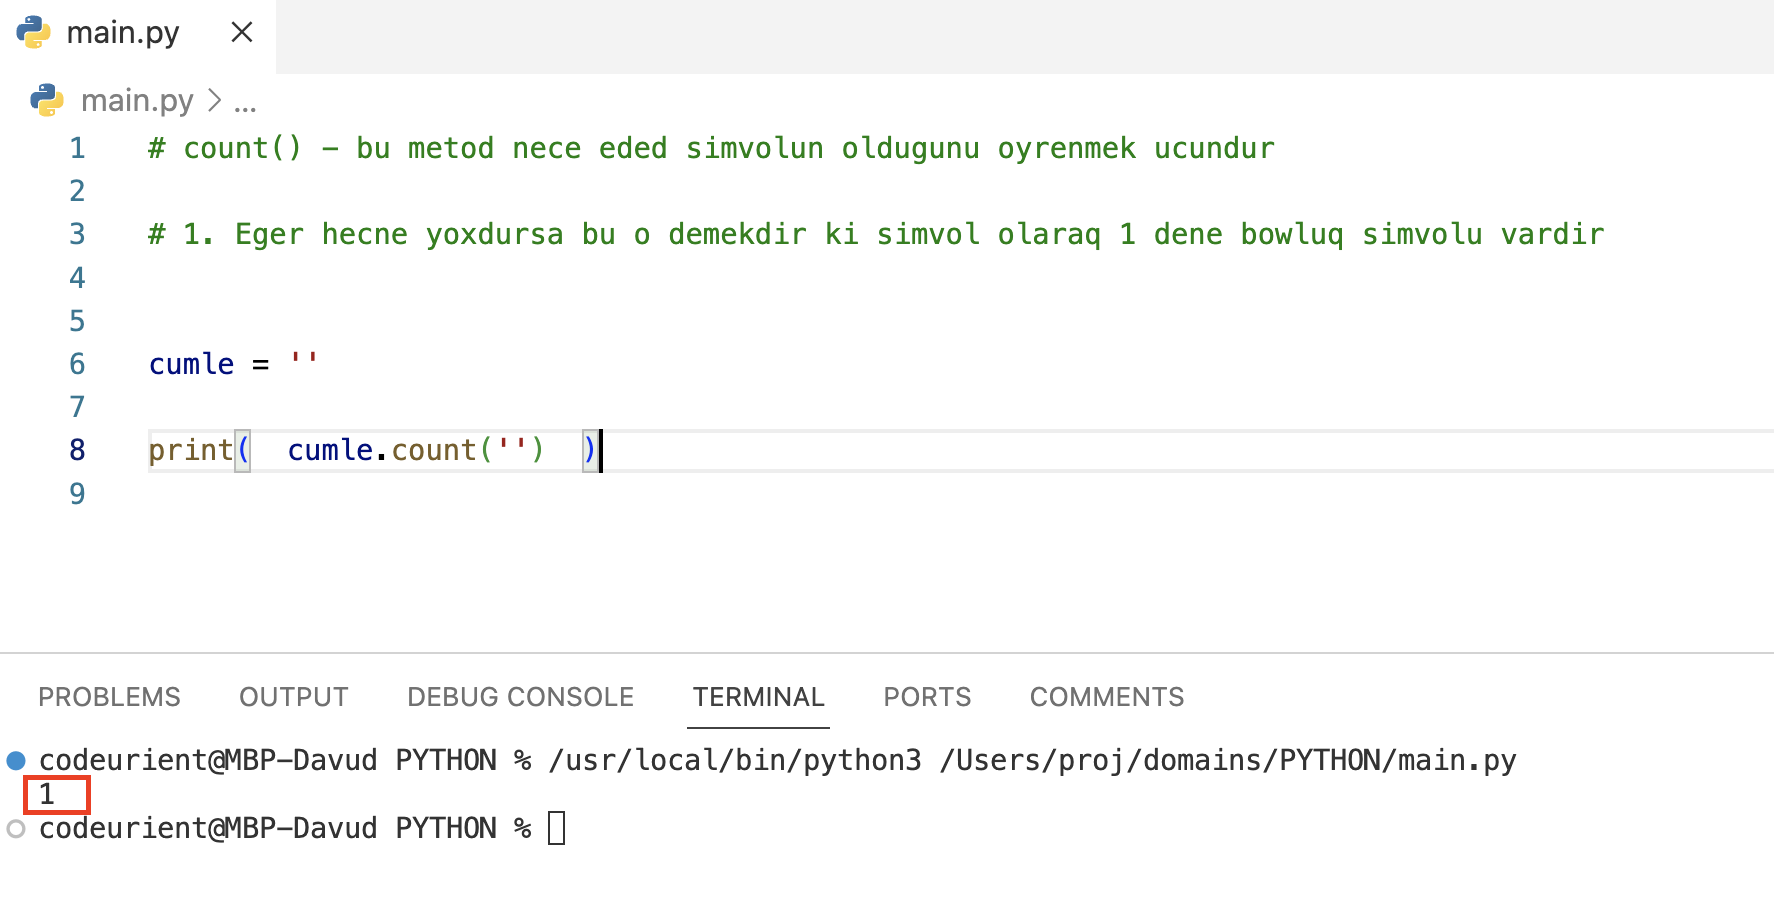 main.py
main.py > ...
1 # count() - bu metod nece eded simvolun oldugunu oyrenmek ucundur
2
3 # 1. Eger hecne yoxdursa bu o demekdir ki simvol olaraq 1 dene bowluq simvolu vardir
4
5
6 cumle = ''
7
8 print(  cumle.count('')  )
9
PROBLEMS OUTPUT DEBUG CONSOLE TERMINAL PORTS COMMENTS
codeurient@MBP-Davud PYTHON % /usr/local/bin/python3 /Users/proj/domains/PYTHON/main.py
1
codeurient@MBP-Davud PYTHON %